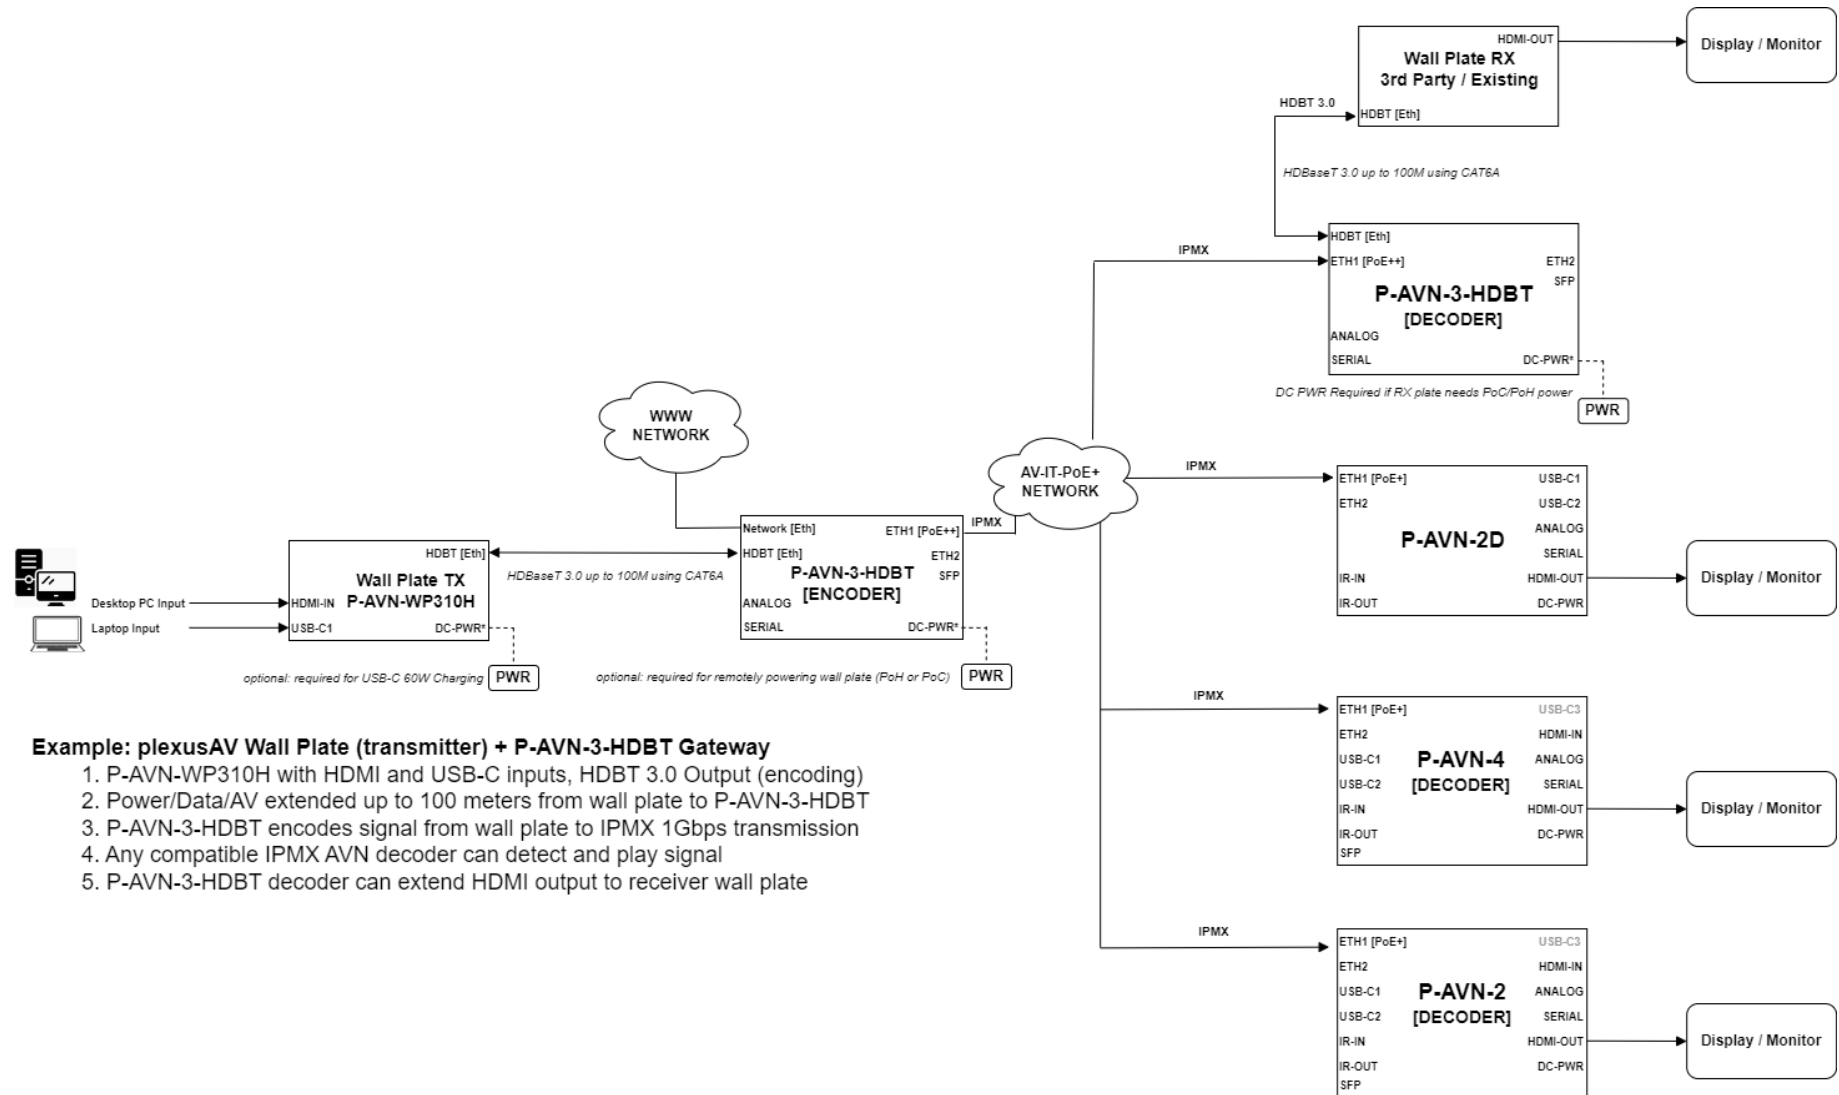 HDMI-OUT
Wall Plate RX
3rd Party / Existing
HDBT [Eth]
Display / Monitor
HDBT 3.0
HDBaseT 3.0 up to 100M using CAT6A
IPMX
HDBT [Eth]
ETH1 [PoE++]
ETH2
SFP
P-AVN-3-HDBT
[DECODER]
ANALOG
SERIAL
DC-PWR*
DC PWR Required if RX plate needs PoC/PoH power
PWR
WWW
NETWORK
AV-IT-PoE+
NETWORK
IPMX
ETH1 [PoE+]
USB-C1
ETH2
USB-C2
ANALOG
P-AVN-2D
SERIAL
IR-IN
HDMI-OUT
IR-OUT
DC-PWR
Display / Monitor
HDBT [Eth]
Wall Plate TX
P-AVN-WP310H
Desktop PC Input
HDMI-IN
Laptop Input
USB-C1
DC-PWR*
optional: required for USB-C 60W Charging
PWR
HDBaseT 3.0 up to 100M using CAT6A
Network [Eth]
ETH1 [PoE++]
IPMX
HDBT [Eth]
ETH2
P-AVN-3-HDBT
SFP
[ENCODER]
ANALOG
SERIAL
DC-PWR*
optional: required for remotely powering wall plate (PoH or PoC)
PWR
IPMX
ETH1 [PoE+]
USB-C3
ETH2
HDMI-IN
USB-C1
P-AVN-4
ANALOG
USB-C2
[DECODER]
SERIAL
IR-IN
HDMI-OUT
IR-OUT
DC-PWR
SFP
Display / Monitor
Example: plexusAV Wall Plate (transmitter) + P-AVN-3-HDBT Gateway
1. P-AVN-WP310H with HDMI and USB-C inputs, HDBT 3.0 Output (encoding)
2. Power/Data/AV extended up to 100 meters from wall plate to P-AVN-3-HDBT
3. P-AVN-3-HDBT encodes signal from wall plate to IPMX 1Gbps transmission
4. Any compatible IPMX AVN decoder can detect and play signal
5. P-AVN-3-HDBT decoder can extend HDMI output to receiver wall plate
IPMX
ETH1 [PoE+]
USB-C3
ETH2
HDMI-IN
USB-C1
P-AVN-2
ANALOG
USB-C2
[DECODER]
SERIAL
IR-IN
HDMI-OUT
IR-OUT
DC-PWR
SFP
Display / Monitor